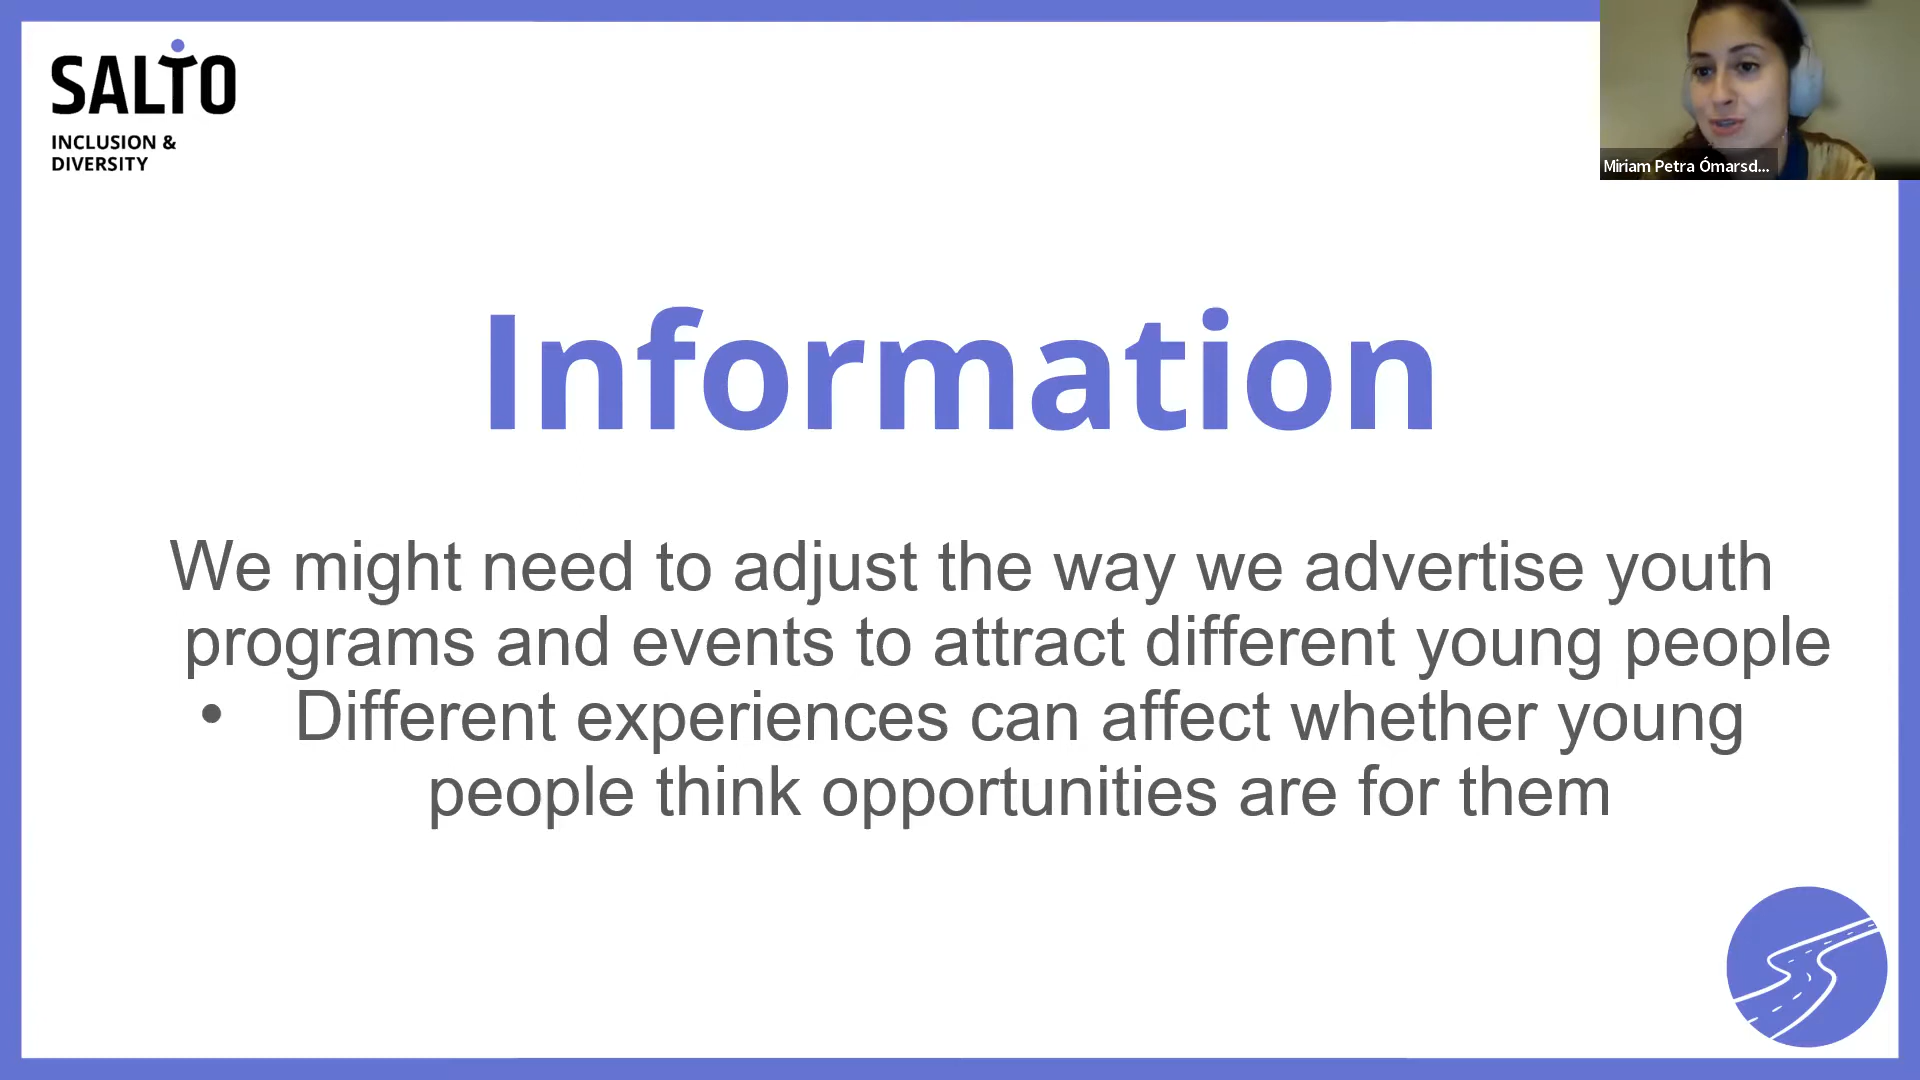 SALTO
INCLUSION &
DIVERSITY
Miriam Petra Ómarsd...
Information
We might need to adjust the way we advertise youth
programs and events to attract different young people
• Different experiences can affect whether young
people think opportunities are for them